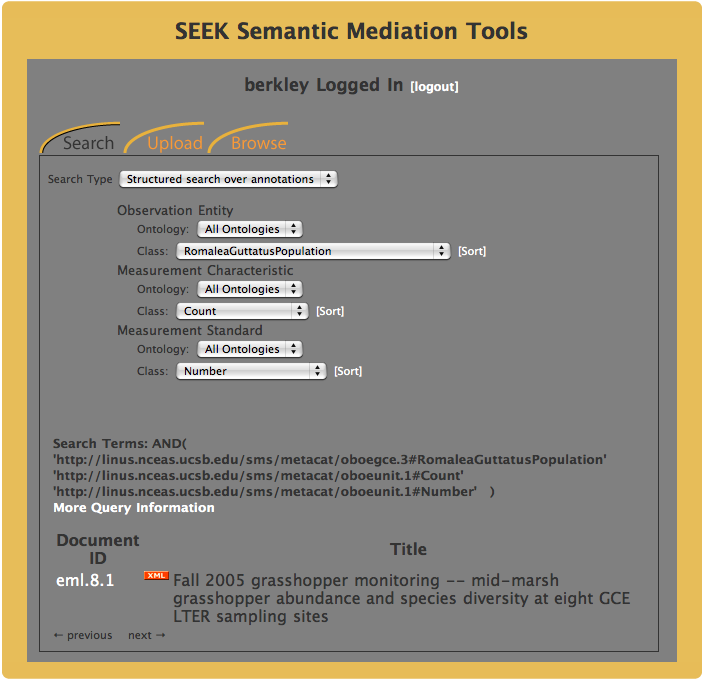 SEEK Semantic Mediation Tools
berkley Logged In [logout]
Search Upload Browse
Search Type Structured search over annotations
Observation Entity
Ontology: All Ontologies
Class: RomaleaGuttatusPopulation [Sort]
Measurement Characteristic
Ontology: All Ontologies
Class: Count [Sort]
Measurement Standard
Ontology: All Ontologies
Class: Number [Sort]
Search Terms: AND(
'http://linus.nceas.ucsb.edu/sms/metacat/oboegce.3#RomaleaGuttatusPopulation'
'http://linus.nceas.ucsb.edu/sms/metacat/oboeunit.1#Count'
'http://linus.nceas.ucsb.edu/sms/metacat/oboeunit.1#Number' )
More Query Information
Document
ID
Title
eml.8.1 XML Fall 2005 grasshopper monitoring -- mid-marsh
grasshopper abundance and species diversity at eight GCE
LTER sampling sites
← previous next →